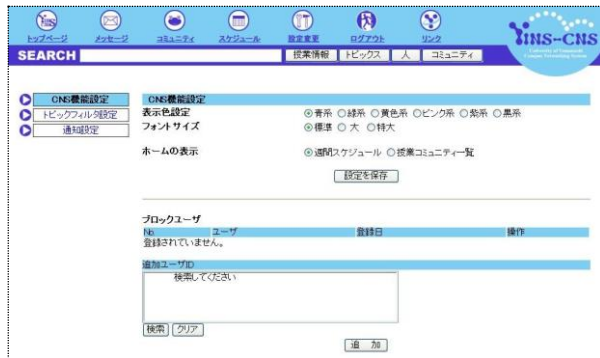 トップページ メッセージ コミュニティ スケジュール 設定変更 ログアウト リンク
YINS-CNS
University of Yamanashi
Campus Networking System
SEARCH 授業情報 トピックス 人 コミュニティ
CNS機能設定
トピックフィルタ設定
通知設定
CNS機能設定
表示色設定 青系 緑系 黄色系 ピンク系 紫系 黒系
フォントサイズ 標準 大 特大
ホームの表示 週間スケジュール 授業コミュニティ一覧
設定を保存
ブロックユーザ
No. ユーザ 登録日 操作
登録されていません。
追加ユーザID
検索してください
検索 クリア
追 加